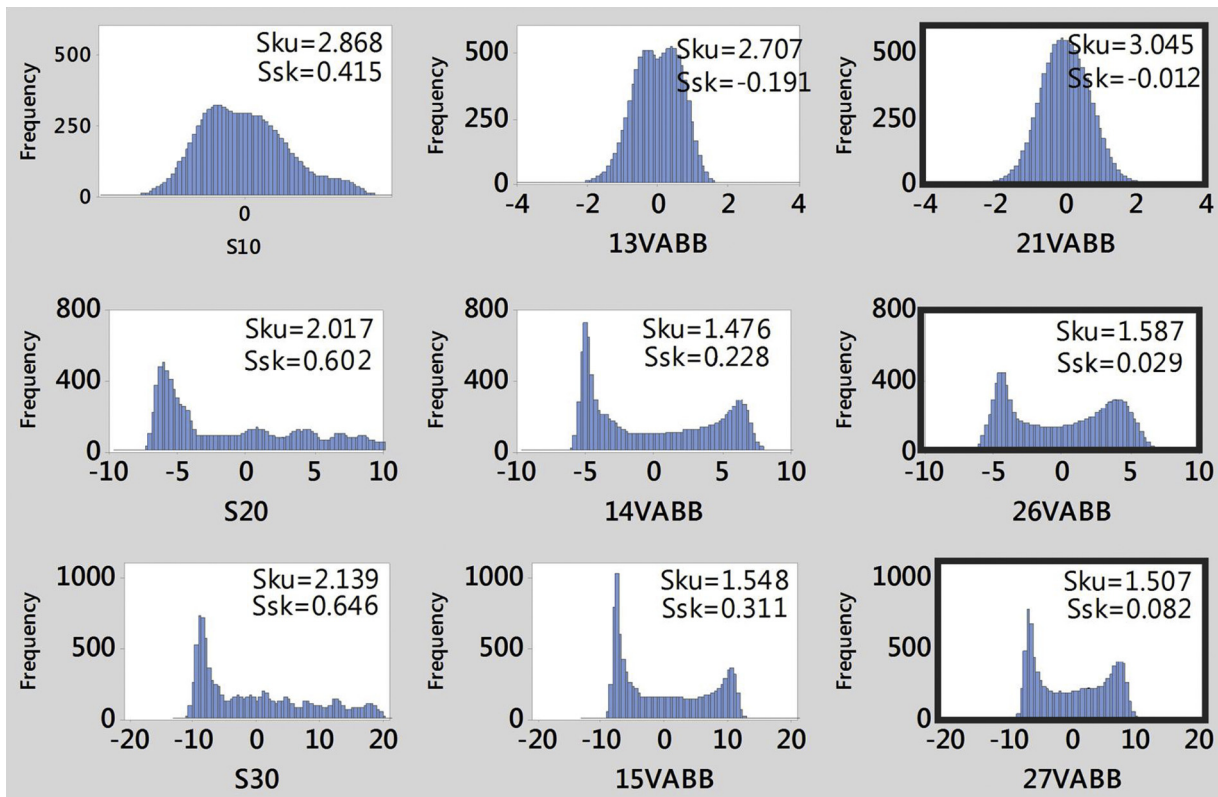 Frequency
500
250
0
Sku=2.868
Ssk=0.415
0
S10
Frequency
500
250
0
Sku=2.707
Ssk=-0.191
-4 -2 0 2 4
13VABB
Frequency
500
250
0
Sku=3.045
Ssk=-0.012
-4 -2 0 2 4
21VABB
Frequency
800
400
0
Sku=2.017
Ssk=0.602
-10 -5 0 5 10
S20
Frequency
800
400
0
Sku=1.476
Ssk=0.228
-10 -5 0 5 10
14VABB
Frequency
800
400
0
Sku=1.587
Ssk=0.029
-10 -5 0 5 10
26VABB
Frequency
1000
500
0
Sku=2.139
Ssk=0.646
-20 -10 0 10 20
S30
Frequency
1000
500
0
Sku=1.548
Ssk=0.311
-20 -10 0 10 20
15VABB
Frequency
1000
500
0
Sku=1.507
Ssk=0.082
-20 -10 0 10 20
27VABB